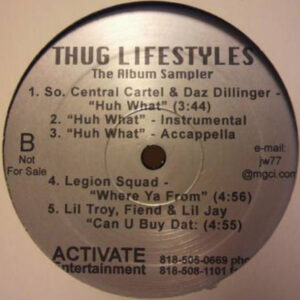 THUG LIFESTYLES
The Album Sampler
1. So. Central Cartel & Daz Dillinger -
"Huh What" (3:44)
2. "Huh What" - Instrumental
3. "Huh What" - Accappella
B
Not
For Sale
e-mail:
jw77
@mgci.com
4. Legion Squad -
"Where Ya From" (4:56)
5. Lil Troy, Fiend & Lil Jay
"Can U Buy Dat: (4:55)
ACTIVATE
Entertainment
818-508-0669 pho
818-508-1101 f